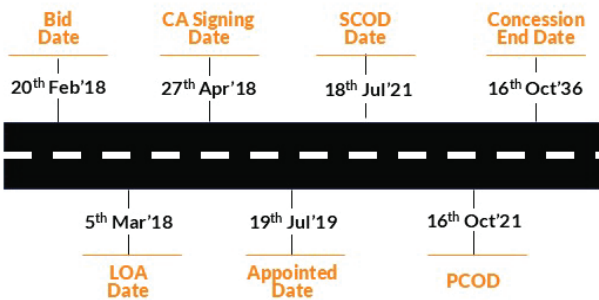 Bid
Date
CA Signing
Date
SCOD
Date
Concession
End Date
20th Feb'18
27th Apr'18
18th Jul'21
16th Oct'36
5th Mar'18
19th Jul'19
16th Oct'21
LOA
Date
Appointed
Date
PCOD